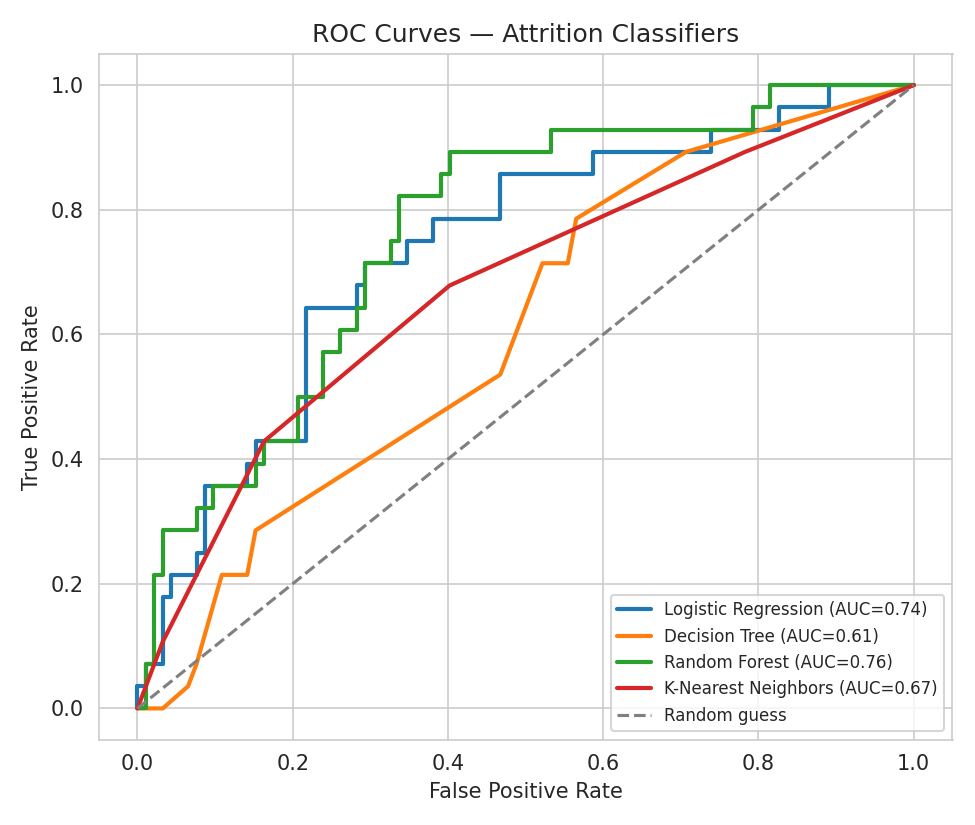 ROC Curves — Attrition Classifiers
True Positive Rate
1.0
0.8
0.6
0.4
0.2
0.0
Logistic Regression (AUC=0.74)
Decision Tree (AUC=0.61)
Random Forest (AUC=0.76)
K-Nearest Neighbors (AUC=0.67)
Random guess
0.0 0.2 0.4 0.6 0.8 1.0
False Positive Rate